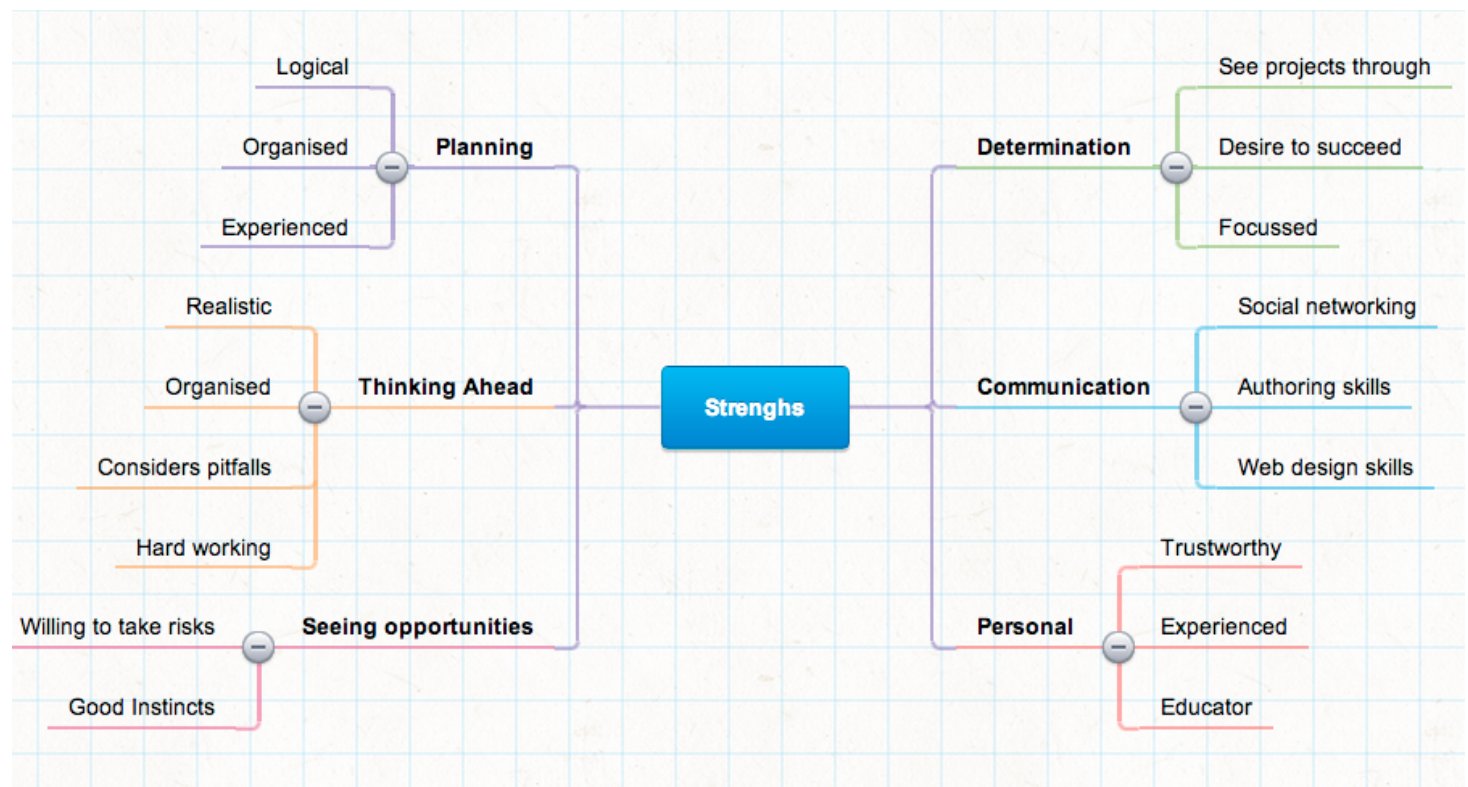 Strenghs
Planning
Logical
Organised
Experienced
Thinking Ahead
Realistic
Organised
Considers pitfalls
Hard working
Seeing opportunities
Willing to take risks
Good Instincts
Determination
See projects through
Desire to succeed
Focussed
Communication
Social networking
Authoring skills
Web design skills
Personal
Trustworthy
Experienced
Educator